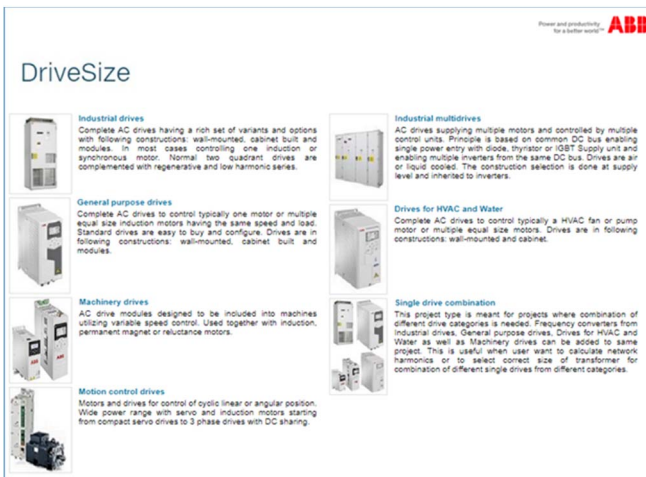 Power and productivity
for a better world™
ABB
DriveSize
Industrial drives
Complete AC drives having a rich set of variants and options
with following constructions: wall-mounted, cabinet built and
modules. In most cases controlling one induction or
synchronous motor. Normal two quadrant drives are
complemented with regenerative and low harmonic series.
General purpose drives
Complete AC drives to control typically one motor or multiple
equal size induction motors having the same speed and load.
Standard drives are easy to buy and configure. Drives are in
following constructions: wall-mounted, cabinet built and
modules.
Machinery drives
AC drive modules designed to be included into machines
utilizing variable speed control. Used together with induction,
permanent magnet or reluctance motors.
Motion control drives
Motors and drives for control of cyclic linear or angular position.
Wide power range with servo and induction motors starting
from compact servo drives to 3 phase drives with DC sharing.
Industrial multidrives
AC drives supplying multiple motors and controlled by multiple
control units. Principle is based on common DC bus enabling
single power entry with diode, thyristor or IGBT Supply unit and
enabling multiple inverters from the same DC bus. Drives are air
or liquid cooled. The construction selection is done at supply
level and inherited to inverters.
Drives for HVAC and Water
Complete AC drives to control typically a HVAC fan or pump
motor or multiple equal size motors. Drives are in following
constructions: wall-mounted and cabinet.
Single drive combination
This project type is meant for projects where combination of
different drive categories is needed. Frequency converters from
Industrial drives, General purpose drives, Drives for HVAC and
Water as well as Machinery drives can be added to same
project. This is useful when user want to calculate network
harmonics or to select correct size of transformer for
combination of different single drives from different categories.